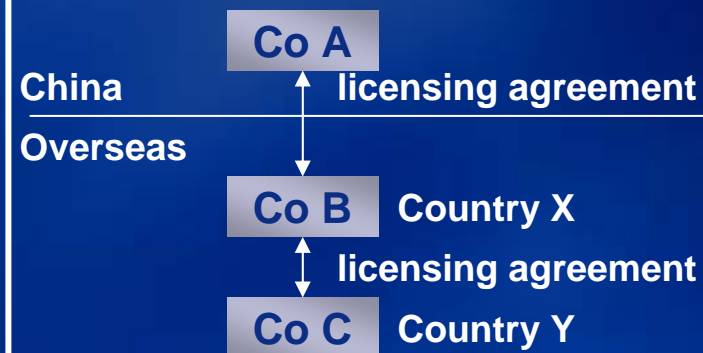 Co A
China licensing agreement
Overseas
Co B Country X
licensing agreement
Co C Country Y